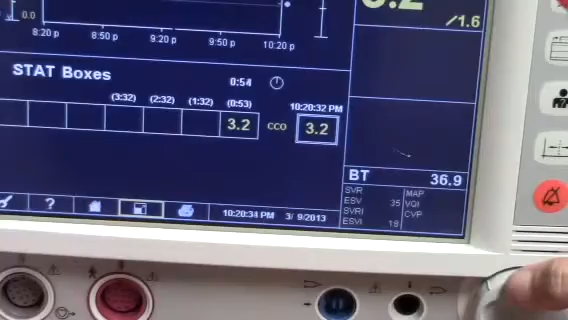 0.0
8:20 p 8:50 p 9:20 p 9:50 p 10:20 p
/1.6
STAT Boxes
0:54
(3:32) (2:32) (1:32) (0:53)
10:20:32 PM
3.2 CCO 3.2
BT 36.9
SVR
ESV 35
SVRI
ESVI 18
MAP
VQI
CVP
?
10:20:34 PM 3/ 9/2013